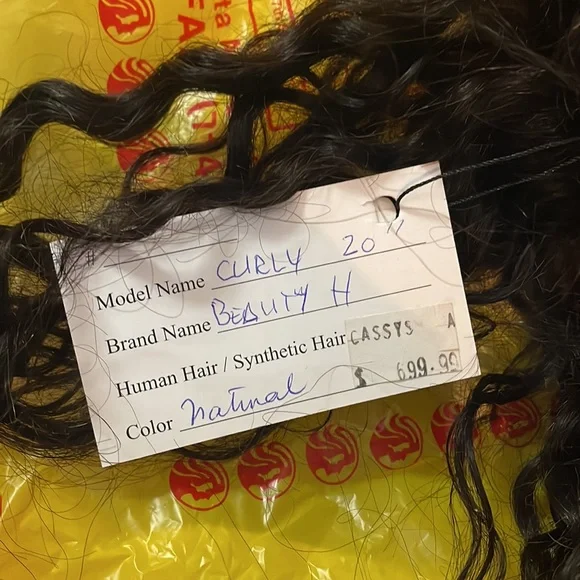 #
Model Name CURLY 20"
Brand Name BEAUTY H
Human Hair / Synthetic Hair
CASSYS A
$ 699.99
Color Natural